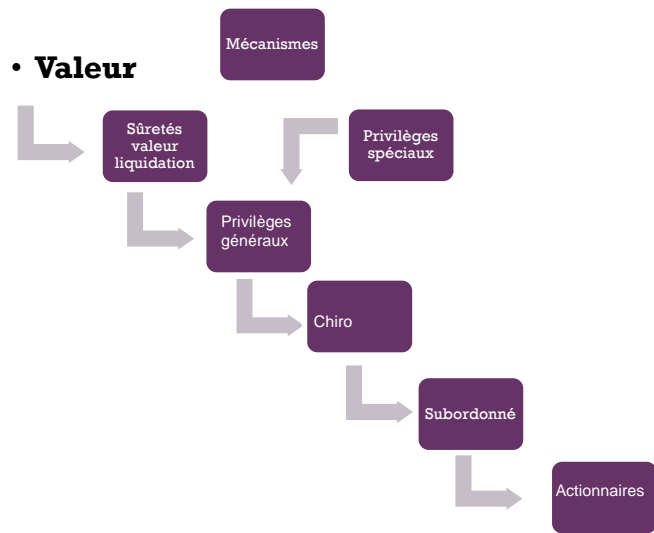 Mécanismes
• Valeur
Sûretés
valeur
liquidation
Privilèges
spéciaux
Privilèges
généraux
Chiro
Subordonné
Actionnaires